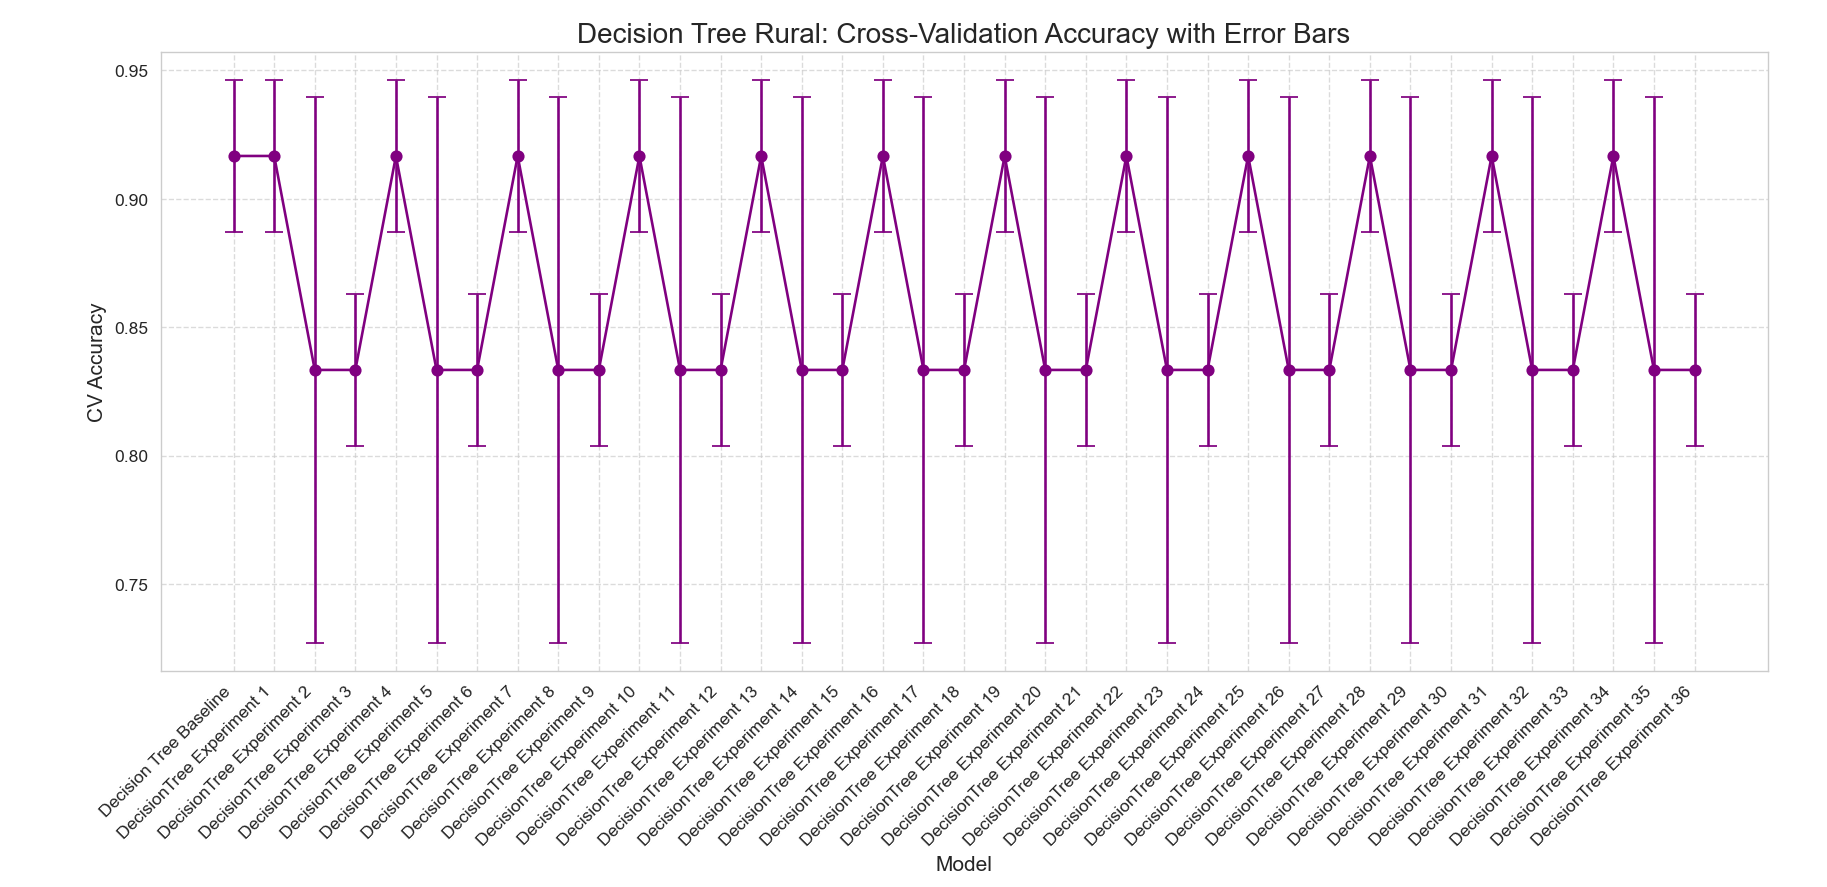 Decision Tree Rural: Cross-Validation Accuracy with Error Bars
CV Accuracy
0.95
0.90
0.85
0.80
0.75
Decision Tree Baseline
DecisionTree Experiment 1
DecisionTree Experiment 2
DecisionTree Experiment 3
DecisionTree Experiment 4
DecisionTree Experiment 5
DecisionTree Experiment 6
DecisionTree Experiment 7
DecisionTree Experiment 8
DecisionTree Experiment 9
DecisionTree Experiment 10
DecisionTree Experiment 11
DecisionTree Experiment 12
DecisionTree Experiment 13
DecisionTree Experiment 14
DecisionTree Experiment 15
DecisionTree Experiment 16
DecisionTree Experiment 17
DecisionTree Experiment 18
DecisionTree Experiment 19
DecisionTree Experiment 20
DecisionTree Experiment 21
DecisionTree Experiment 22
DecisionTree Experiment 23
DecisionTree Experiment 24
DecisionTree Experiment 25
DecisionTree Experiment 26
DecisionTree Experiment 27
DecisionTree Experiment 28
DecisionTree Experiment 29
DecisionTree Experiment 30
DecisionTree Experiment 31
DecisionTree Experiment 32
DecisionTree Experiment 33
DecisionTree Experiment 34
DecisionTree Experiment 35
DecisionTree Experiment 36
Model